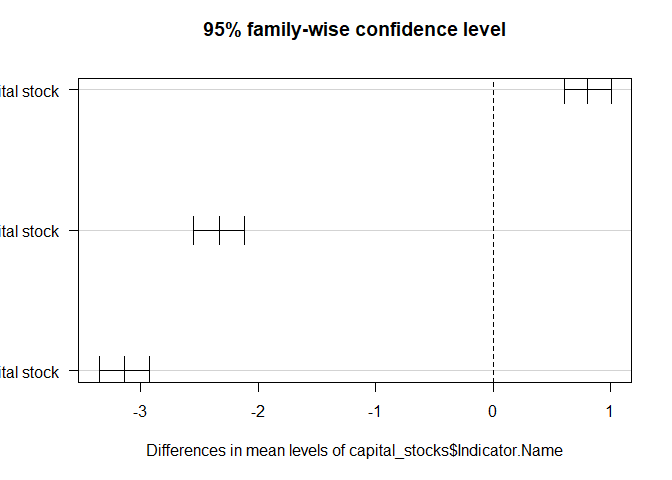 95% family-wise confidence level
ital stock
ital stock
ital stock
-3 -2 -1 0 1
Differences in mean levels of capital_stocks$Indicator.Name